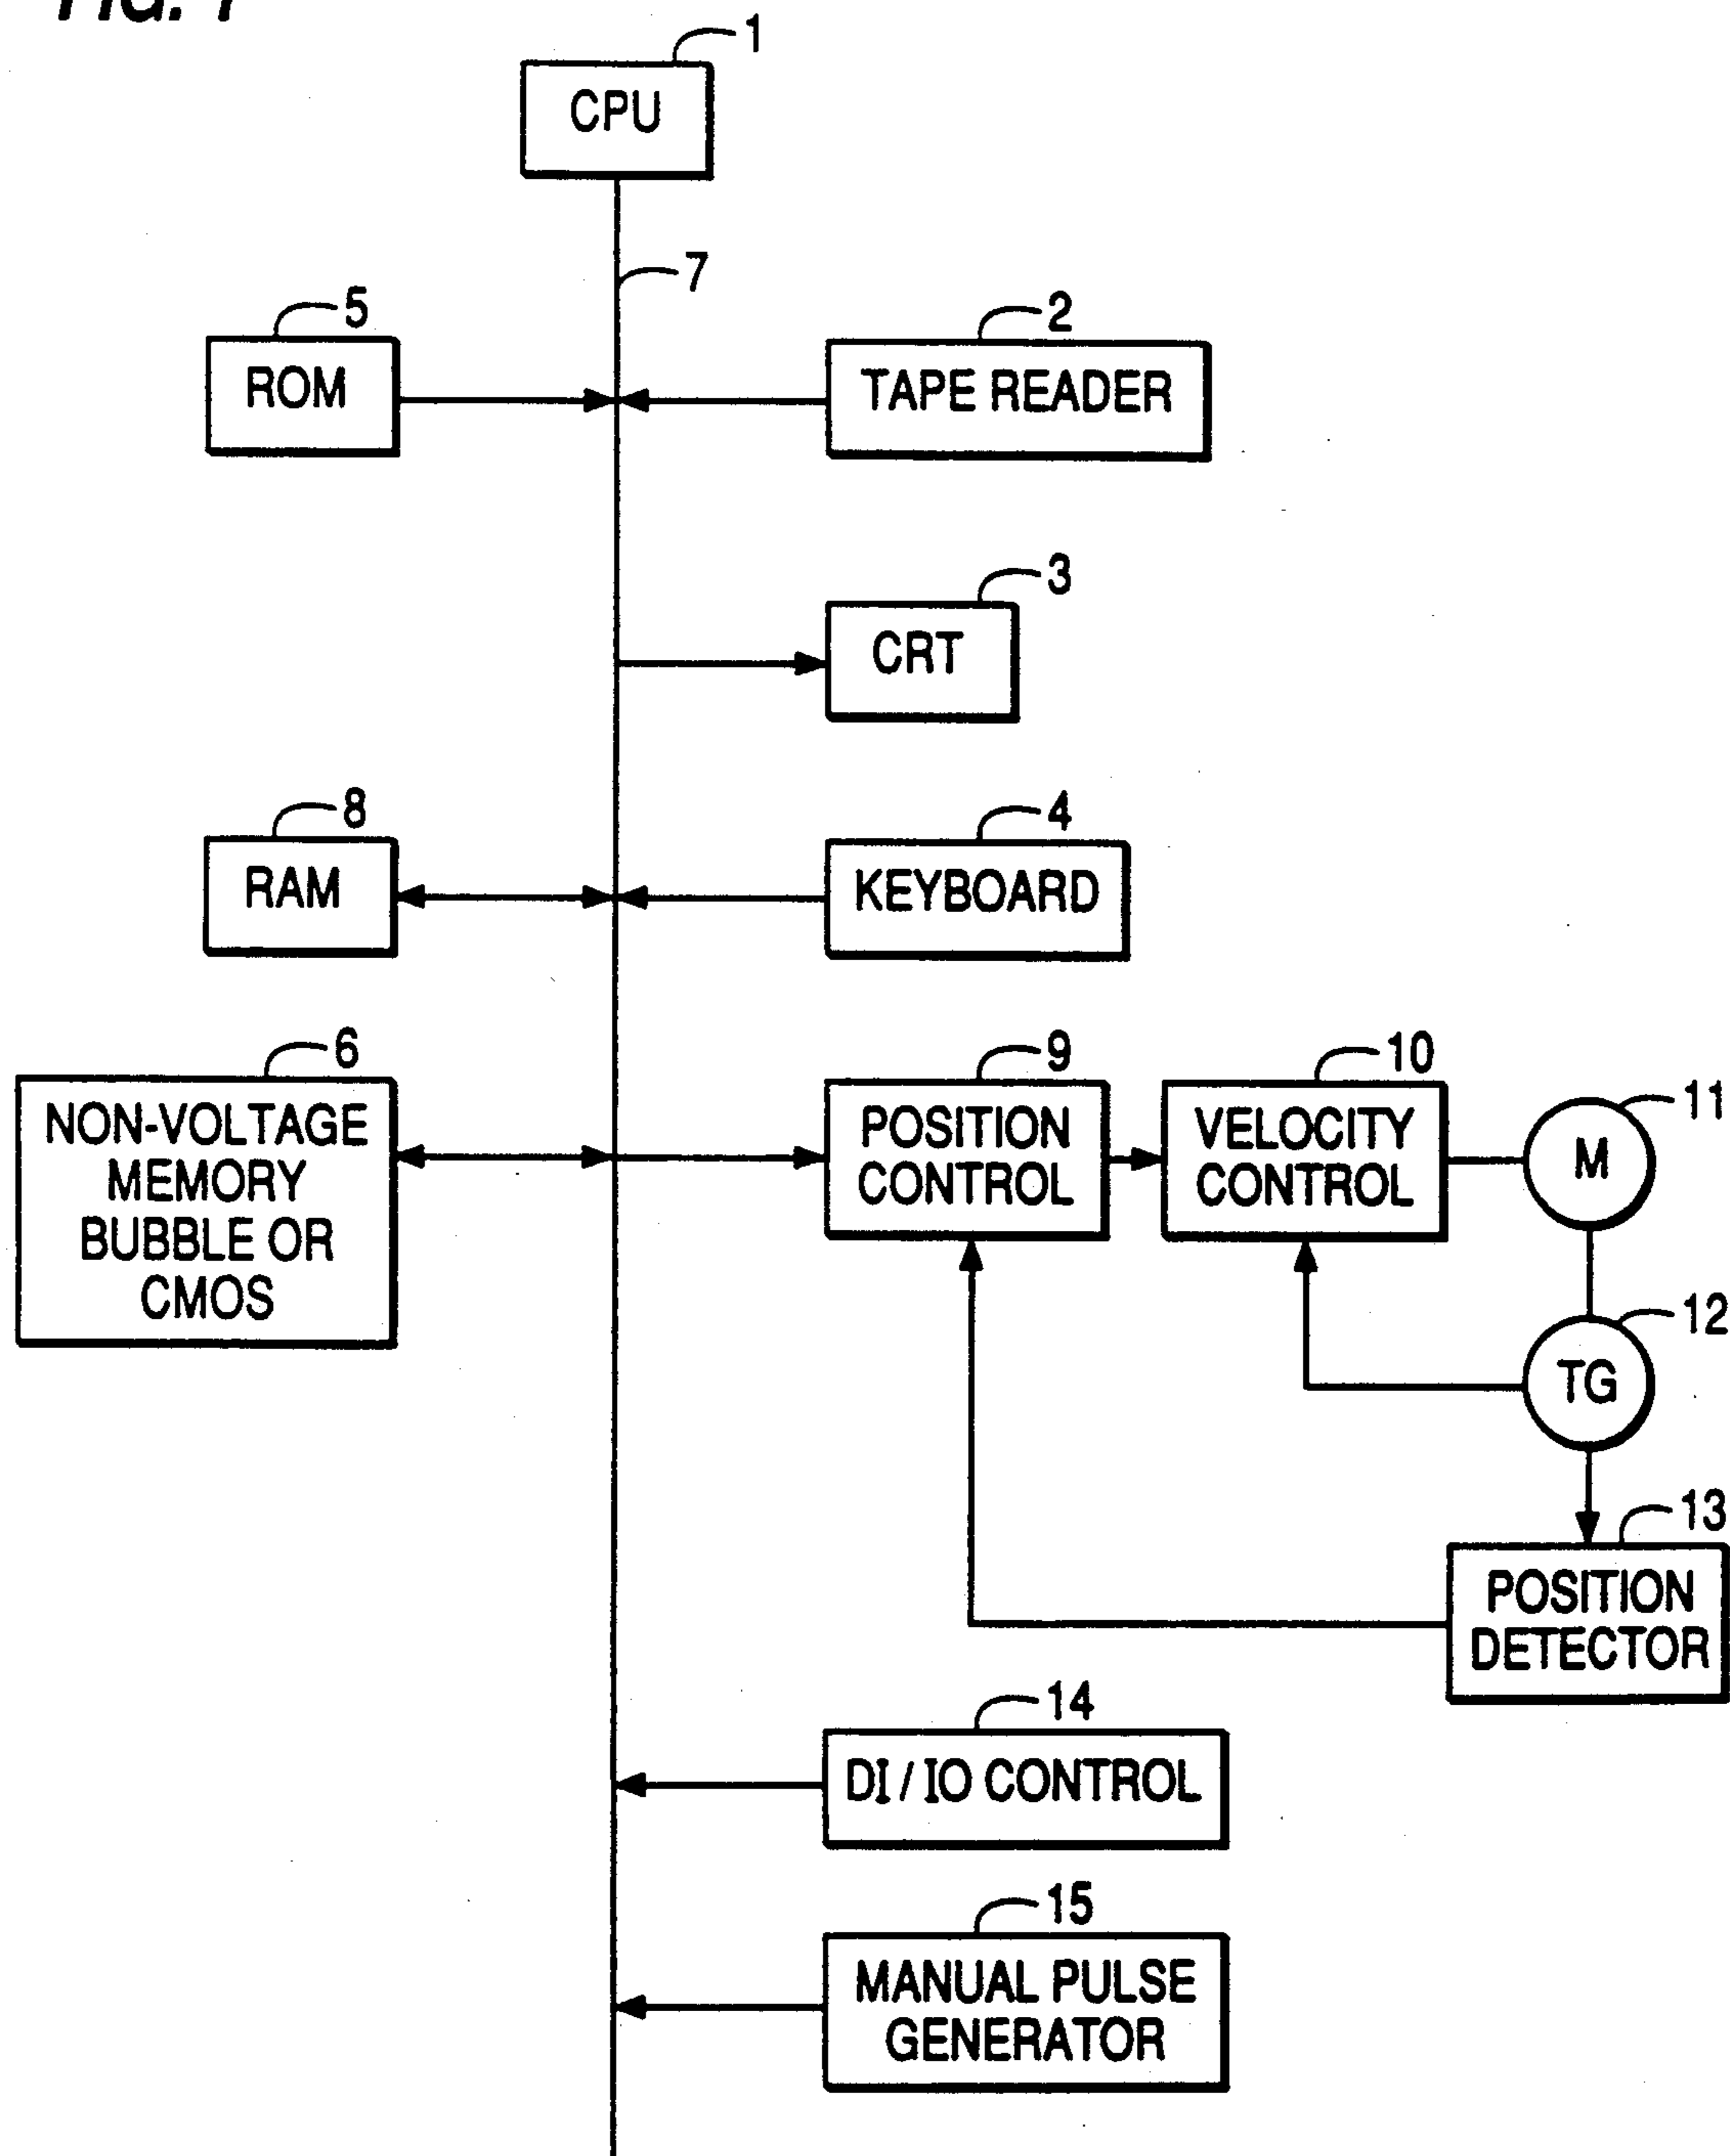 FIG. 1
1
CPU
7
5
ROM
2
TAPE READER
3
CRT
8
RAM
4
KEYBOARD
6
NON-VOLTAGE
MEMORY
BUBBLE OR
CMOS
9
POSITION
CONTROL
10
VELOCITY
CONTROL
11
M
12
TG
13
POSITION
DETECTOR
14
DI / IO CONTROL
15
MANUAL PULSE
GENERATOR